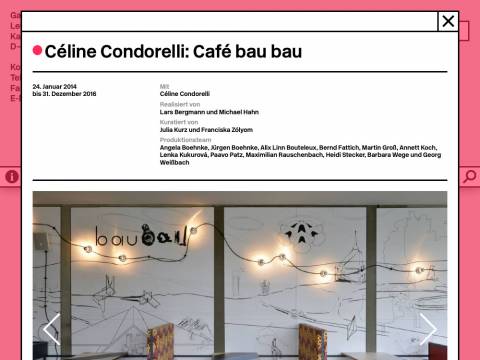 Céline Condorelli: Café bau bau
24. Januar 2014
bis 31. Dezember 2016
Mit
Céline Condorelli
Realisiert von
Lars Bergmann und Michael Hahn
Kuratiert von
Julia Kurz und Franciska Zólyom
Produktionsteam
Angela Boehnke, Jürgen Boehnke, Alix Linn Bouteleux, Bernd Fattich, Martin Groß, Annett Koch,
Lenka Kukurová, Paavo Patz, Maximilian Rauschenbach, Heidi Stecker, Barbara Wege und Georg
Weißbach
bau bau